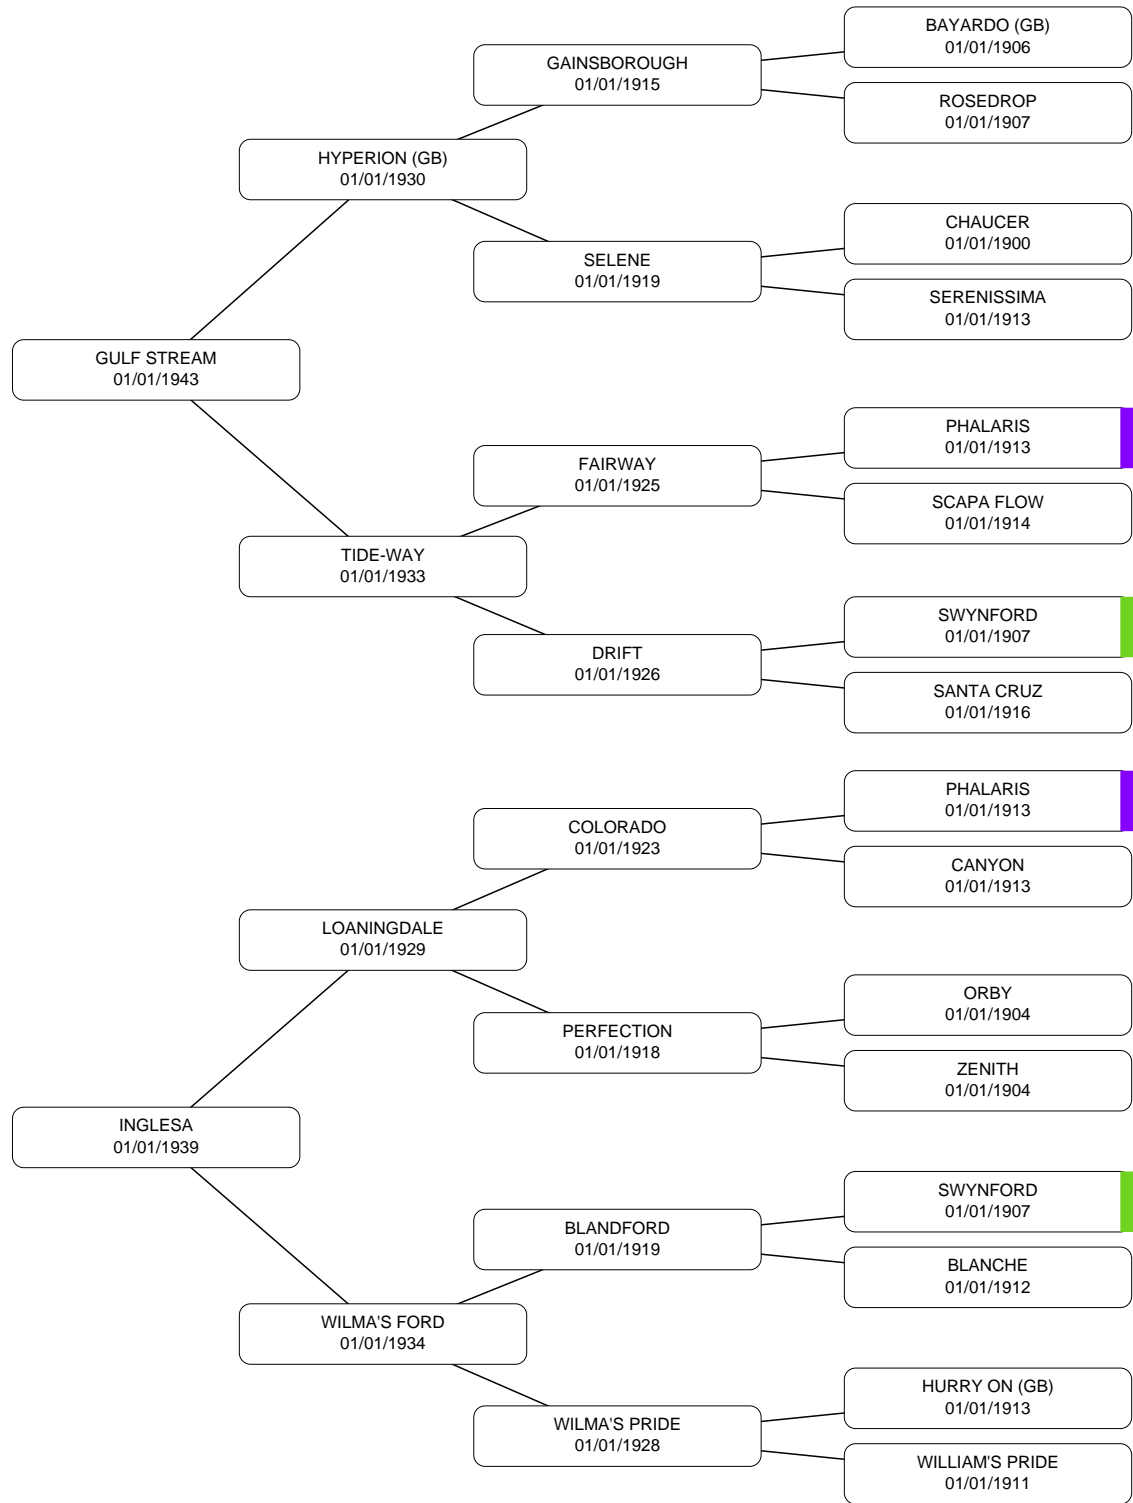 GULF STREAM
01/01/1943
HYPERION (GB)
01/01/1930
GAINSBOROUGH
01/01/1915
BAYARDO (GB)
01/01/1906
ROSEDROP
01/01/1907
SELENE
01/01/1919
CHAUCER
01/01/1900
SERENISSIMA
01/01/1913
TIDE-WAY
01/01/1933
FAIRWAY
01/01/1925
PHALARIS
01/01/1913
SCAPA FLOW
01/01/1914
DRIFT
01/01/1926
SWYNFORD
01/01/1907
SANTA CRUZ
01/01/1916
INGLESA
01/01/1939
LOANINGDALE
01/01/1929
COLORADO
01/01/1923
PHALARIS
01/01/1913
CANYON
01/01/1913
PERFECTION
01/01/1918
ORBY
01/01/1904
ZENITH
01/01/1904
WILMA'S FORD
01/01/1934
BLANDFORD
01/01/1919
SWYNFORD
01/01/1907
BLANCHE
01/01/1912
WILMA'S PRIDE
01/01/1928
HURRY ON (GB)
01/01/1913
WILLIAM'S PRIDE
01/01/1911